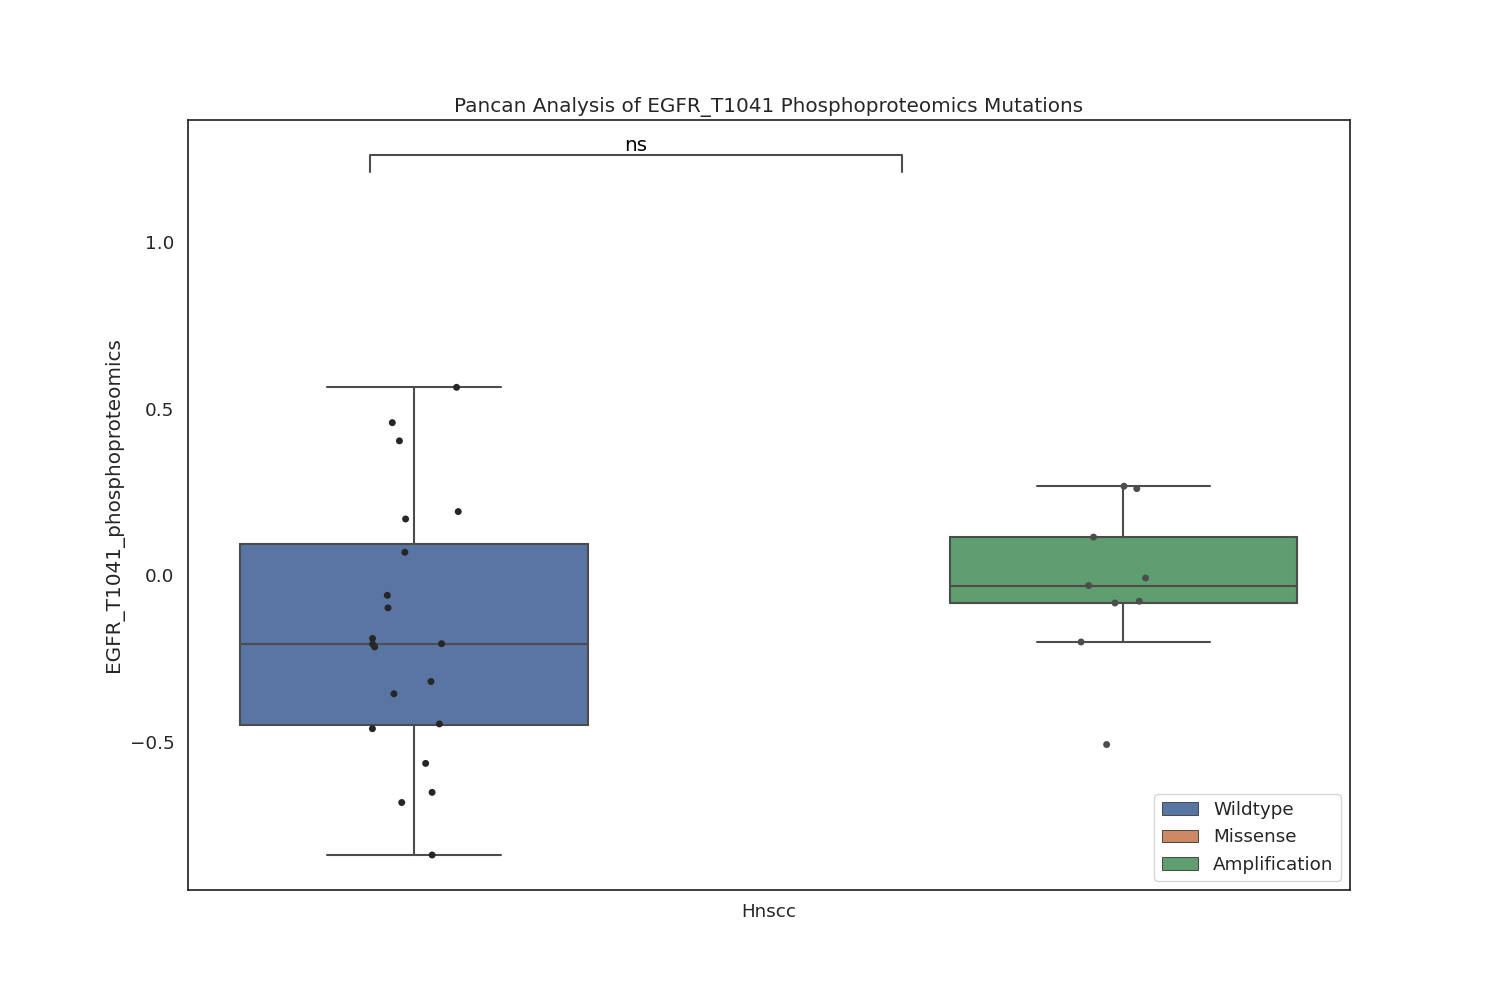 Pancan Analysis of EGFR_T1041 Phosphoproteomics Mutations
ns
1.0
0.5
0.0
−0.5
EGFR_T1041_phosphoproteomics
Wildtype
Missense
Amplification
Hnscc